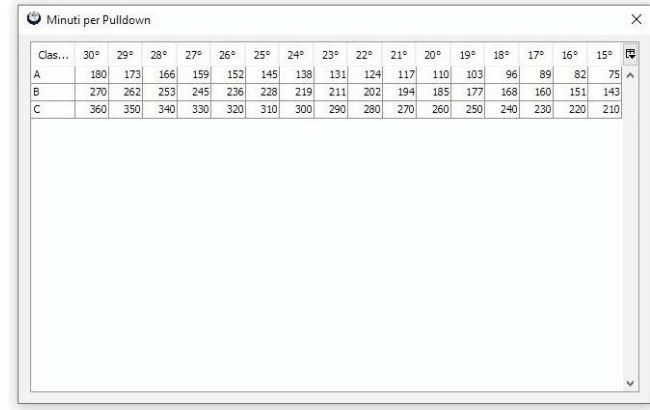 Minuti per Pulldown
Clas... 30° 29° 28° 27° 26° 25° 24° 23° 22° 21° 20° 19° 18° 17° 16° 15°
A 180 173 166 159 152 145 138 131 124 117 110 103 96 89 82 75
B 270 262 253 245 236 228 219 211 202 194 185 177 168 160 151 143
C 360 350 340 330 320 310 300 290 280 270 260 250 240 230 220 210